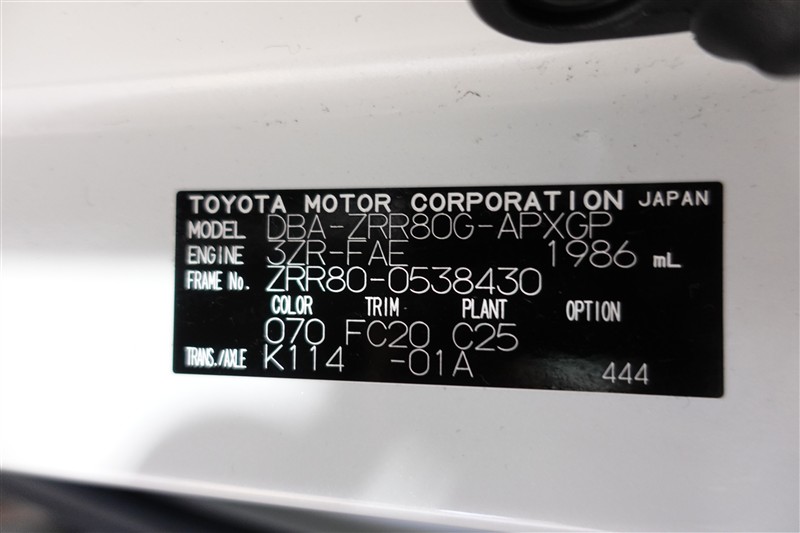 TOYOTA MOTOR CORPORATION JAPAN
MODEL DBA-ZRR80G-APXGP
ENGINE 3ZR-FAE 1986 mL
FRAME No. ZRR80-0538430
COLOR TRIM PLANT OPTION
070 FC20 C25
TRANS./AXLE K114 -01A 444